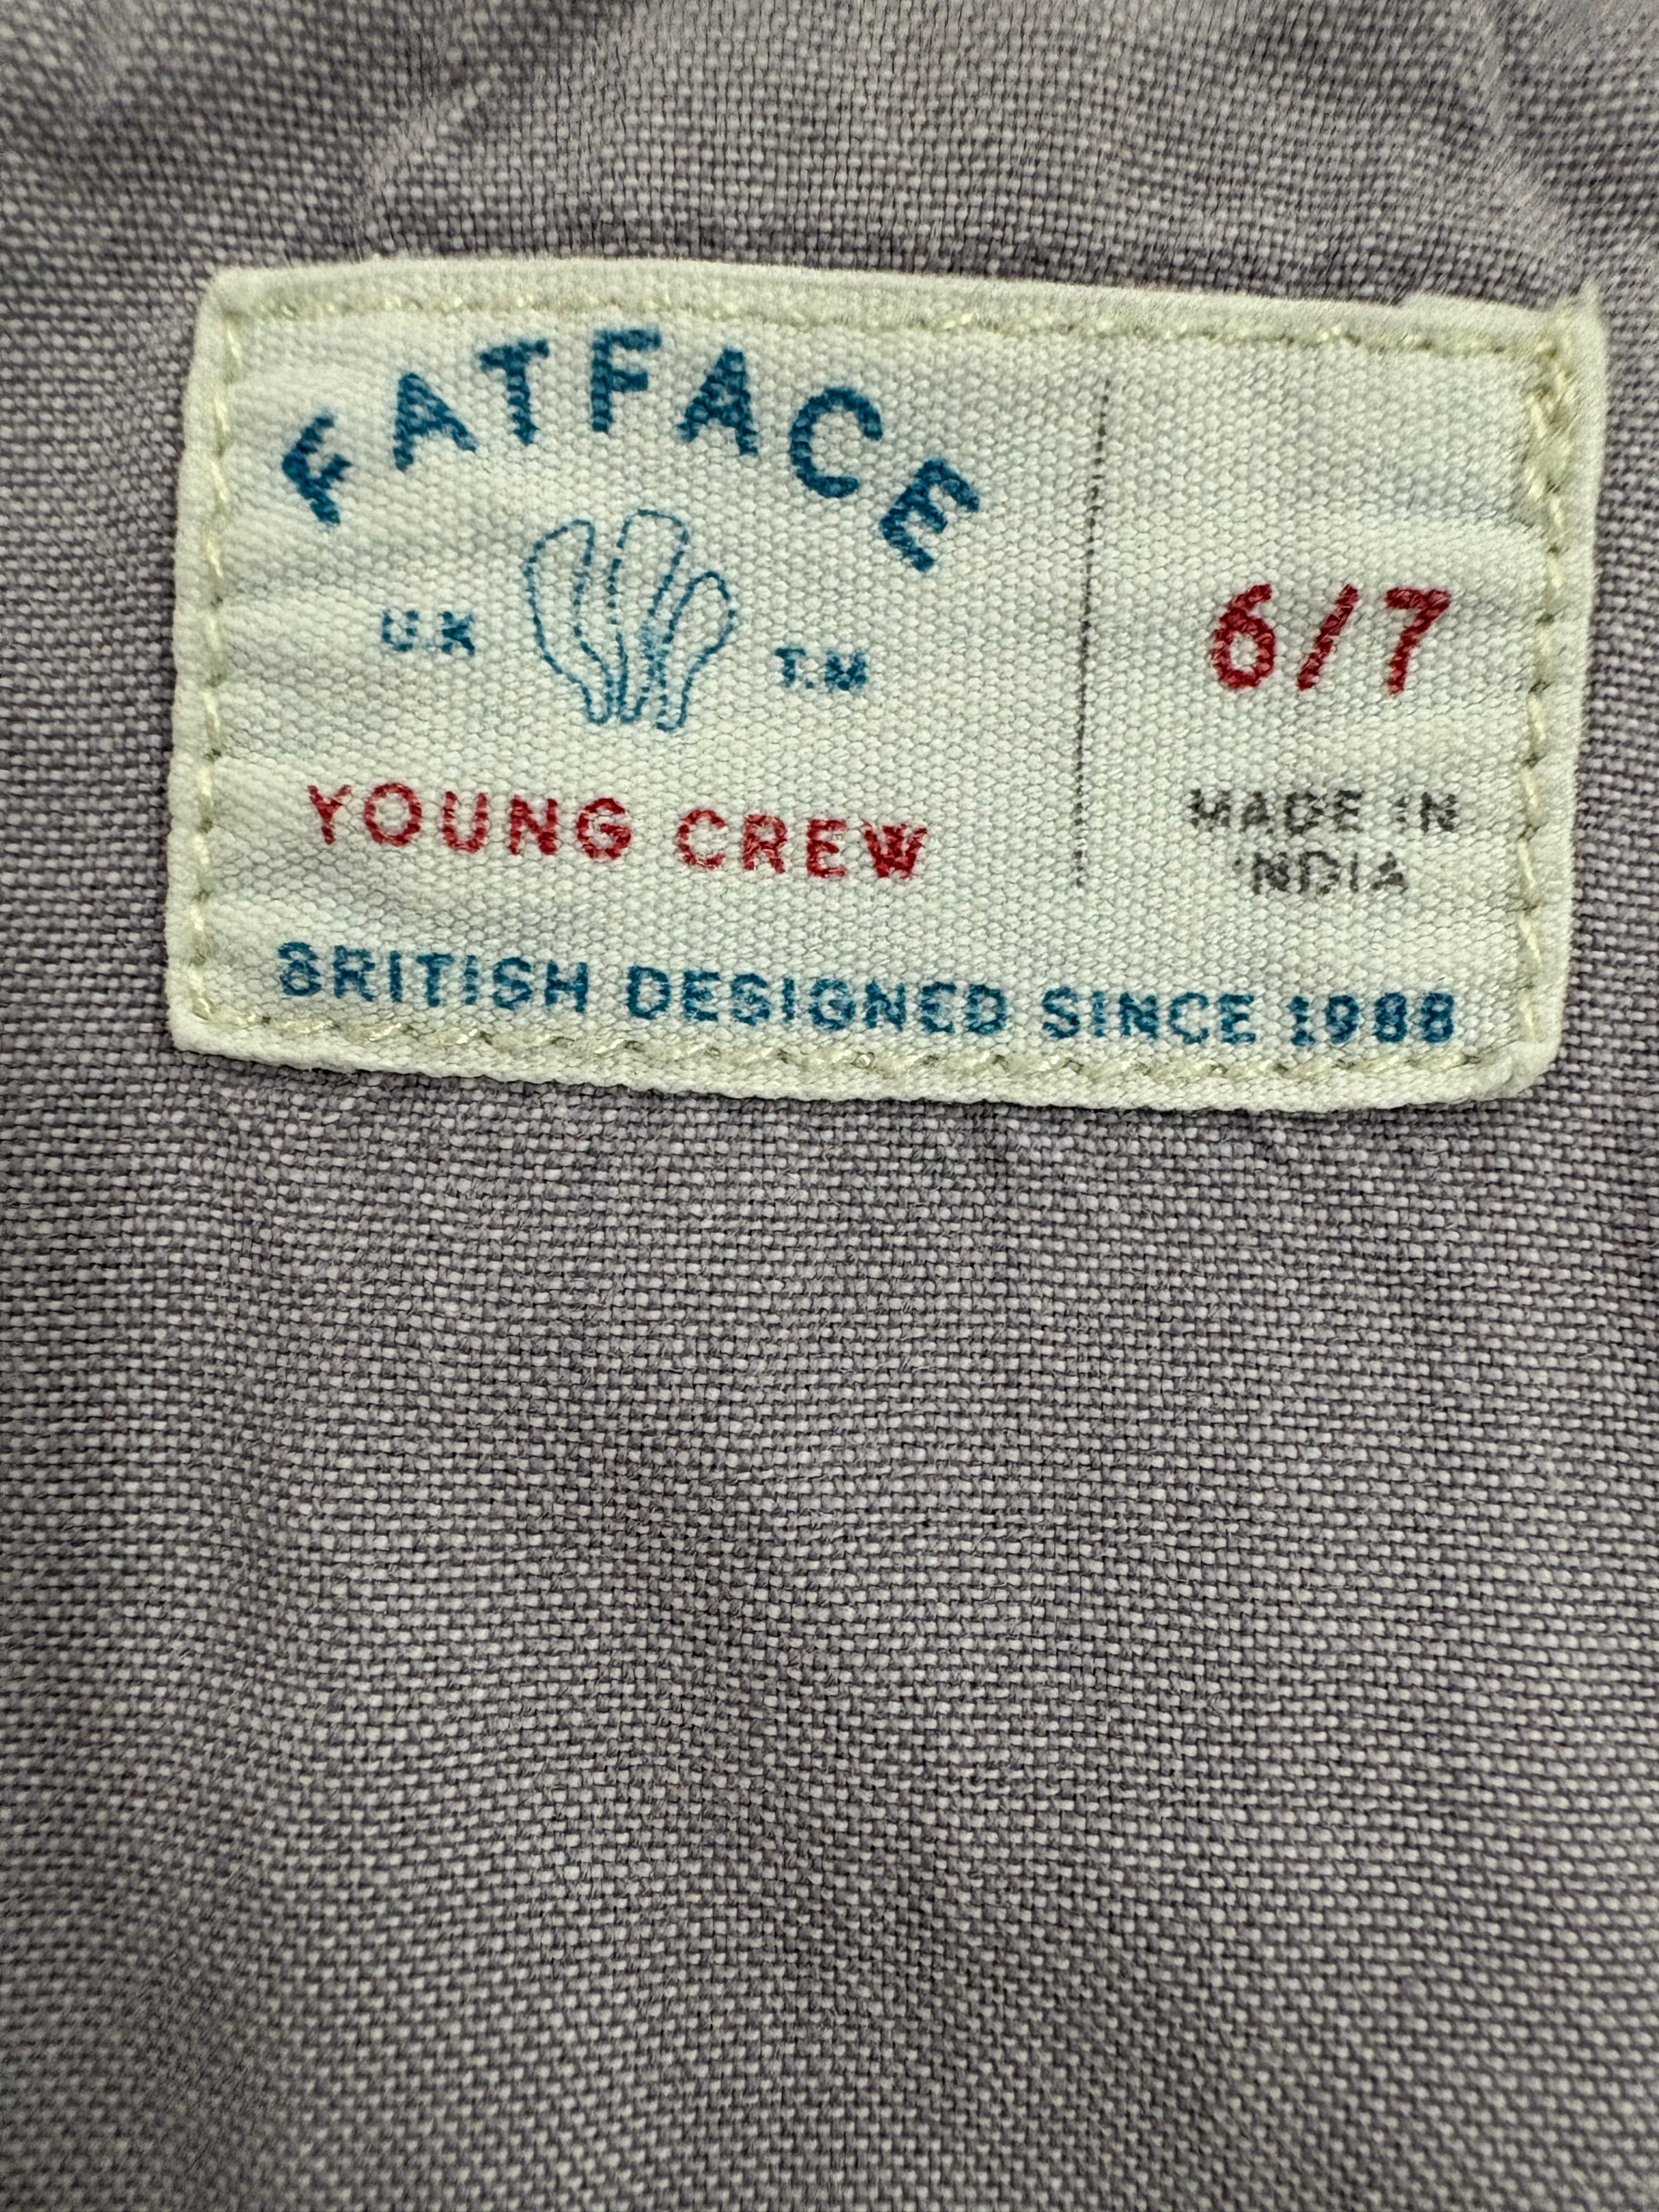 FATFACE
U.K T.M
YOUNG CREW
6/7
MADE IN
INDIA
BRITISH DESIGNED SINCE 1988